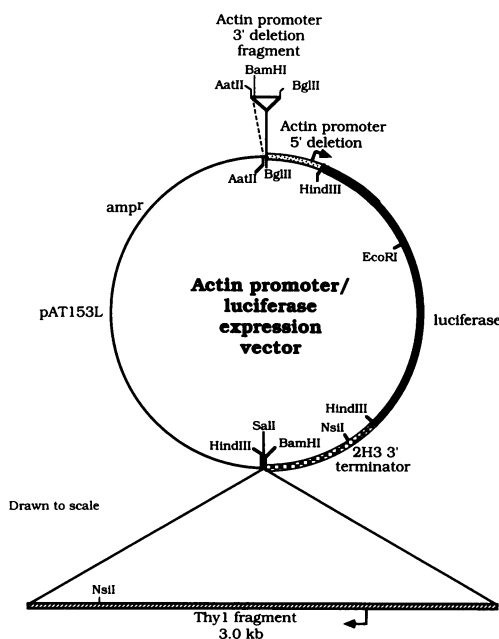 Actin promoter
3' deletion
fragment
BamHI
AatII
BglII
Actin promoter
5' deletion
AatII
BglII
HindIII
ampr
EcoRI
Actin promoter/
luciferase
expression
vector
pAT153L
luciferase
HindIII
SalI
NsiI
HindIII
BamHI
2H3 3'
terminator
Drawn to scale
NsiI
Thy1 fragment
3.0 kb